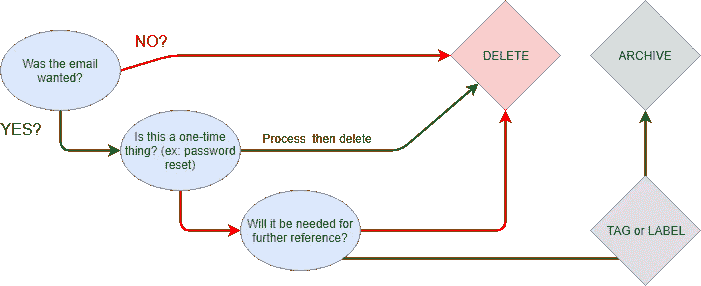 NO?
Was the email
wanted?
DELETE
ARCHIVE
YES?
Is this a one-time
thing? (ex: password
reset)
Process then delete
Will it be needed for
further reference?
TAG or LABEL